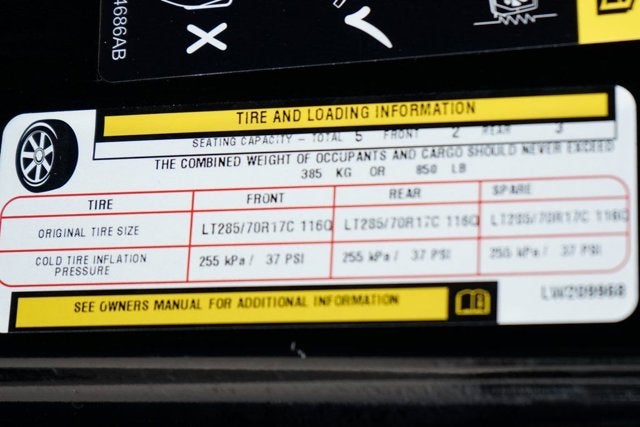 4686AB
TIRE AND LOADING INFORMATION
SEATING CAPACITY - TOTAL 5 FRONT 2 REAR 3
THE COMBINED WEIGHT OF OCCUPANTS AND CARGO SHOULD NEVER EXCEED
385 KG OR 850 LB
TIRE FRONT REAR SPARE
ORIGINAL TIRE SIZE LT285/70R17C 116Q LT285/70R17C 116Q LT285/70R17C 116Q
COLD TIRE INFLATION PRESSURE 255 kPa / 37 PSI 255 kPa / 37 PSI 255 kPa / 37 PSI
SEE OWNERS MANUAL FOR ADDITIONAL INFORMATION